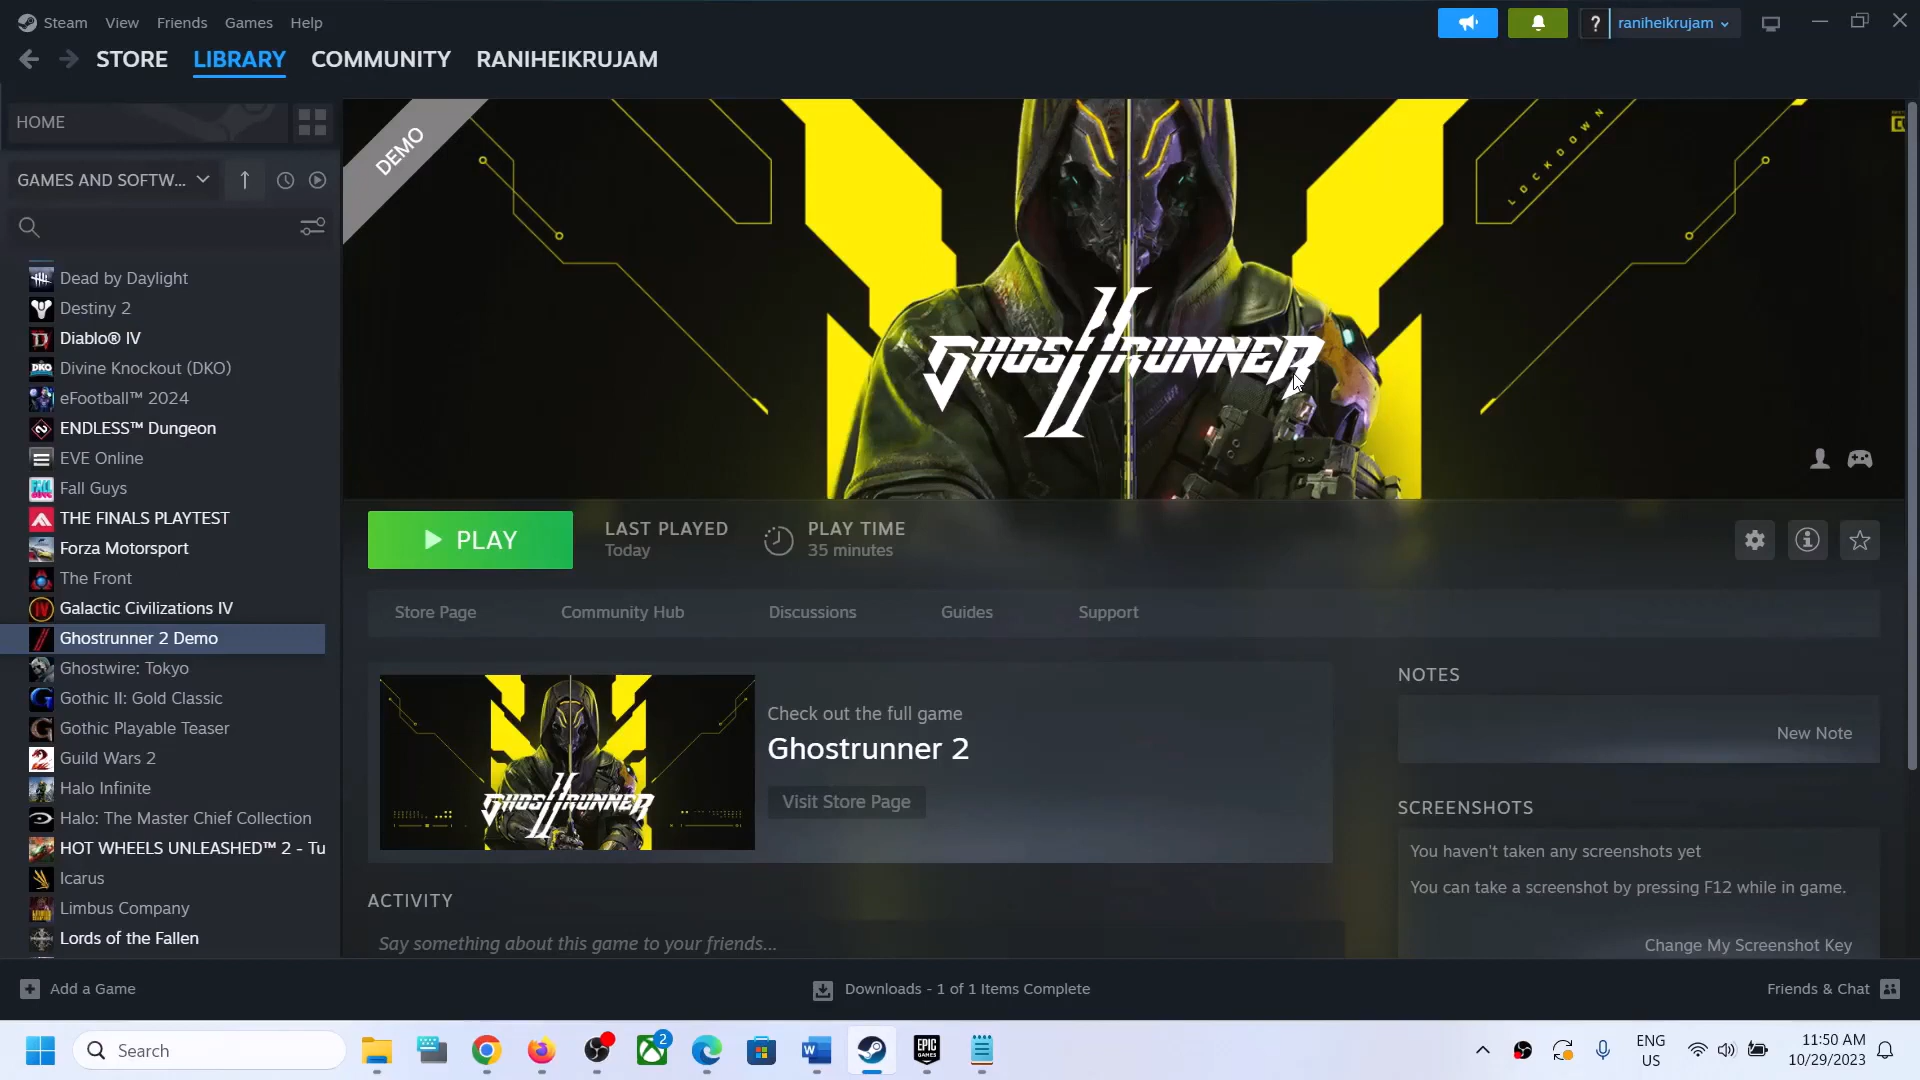 Steam View Friends Games Help
? raniheikrujam
STORE LIBRARY COMMUNITY RANIHEIKRUJAM
HOME
GAMES AND SOFTW...
Dead by Daylight
Destiny 2
Diablo® IV
Divine Knockout (DKO)
eFootball™ 2024
ENDLESS™ Dungeon
EVE Online
Fall Guys
THE FINALS PLAYTEST
Forza Motorsport
The Front
Galactic Civilizations IV
Ghostrunner 2 Demo
Ghostwire: Tokyo
Gothic II: Gold Classic
Gothic Playable Teaser
Guild Wars 2
Halo Infinite
Halo: The Master Chief Collection
HOT WHEELS UNLEASHED™ 2 - Tu
Icarus
Limbus Company
Lords of the Fallen
DEMO
LOCKDOWN
GHOSTRUNNER
PLAY
LAST PLAYED
Today
PLAY TIME
35 minutes
Store Page Community Hub Discussions Guides Support
GHOSTRUNNER
Check out the full game
Ghostrunner 2
Visit Store Page
ACTIVITY
Say something about this game to your friends...
NOTES
New Note
SCREENSHOTS
You haven't taken any screenshots yet
You can take a screenshot by pressing F12 while in game.
Change My Screenshot Key
Add a Game
Downloads - 1 of 1 Items Complete
Friends & Chat
Search
2
EPIC
GAMES
ENG
US
11:50 AM
10/29/2023